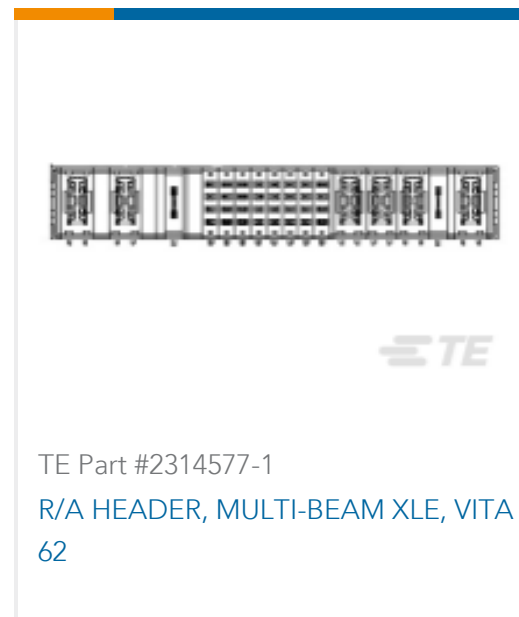 TE
TE Part #2314577-1
R/A HEADER, MULTI-BEAM XLE, VITA
62